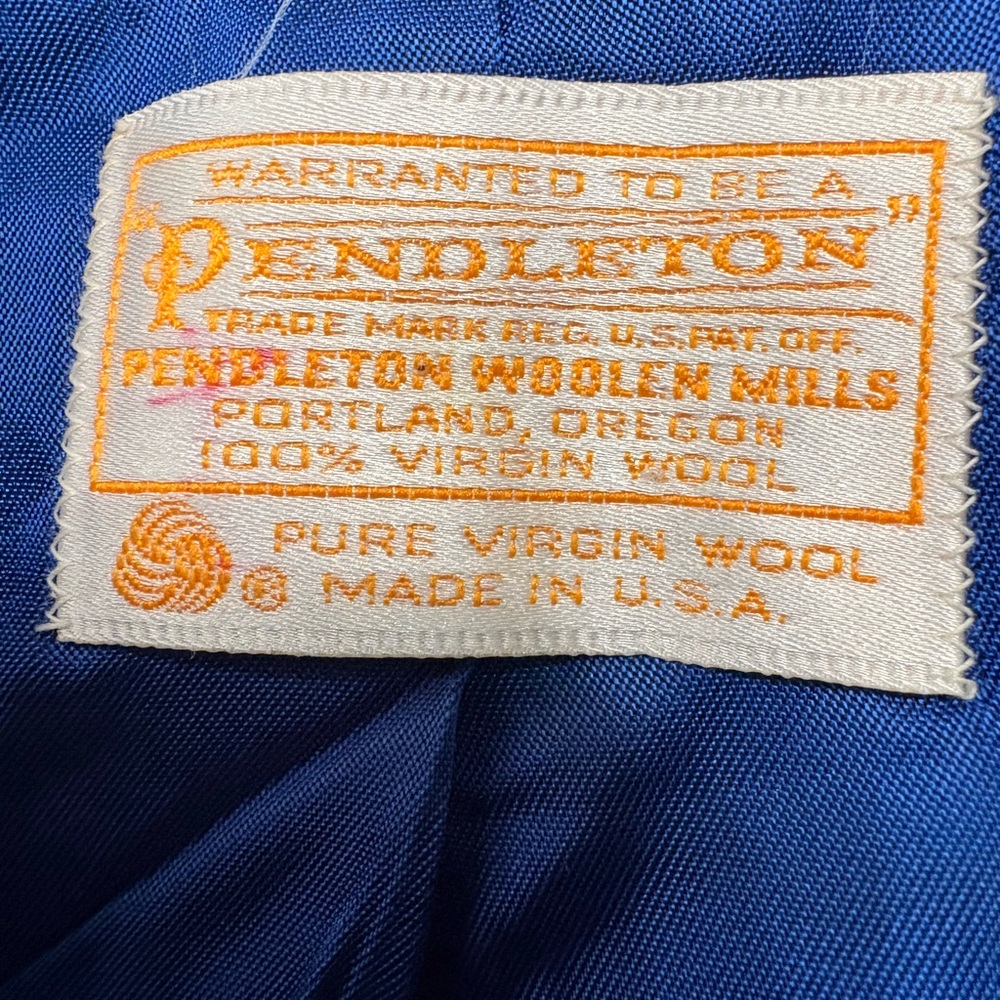 WARRANTED TO BE A
"PENDLETON"
TRADE MARK REG. U.S. PAT. OFF.
PENDLETON WOOLEN MILLS
PORTLAND, OREGON
100% VIRGIN WOOL
PURE VIRGIN WOOL
® MADE IN U.S.A.